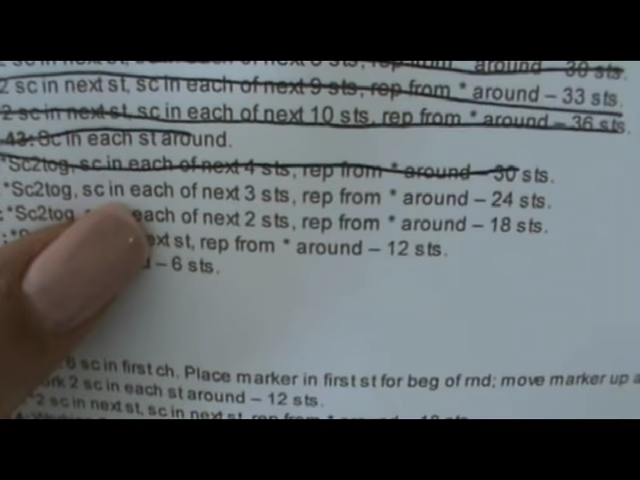 around – 30 sts.
2 sc in next st, sc in each of next 9 sts, rep from * around – 33 sts.
2 sc in next st, sc in each of next 10 sts, rep from * around – 36 sts.
43: Sc in each st around.
*Sc2tog, sc in each of next 4 sts, rep from * around – 30 sts.
*Sc2tog, sc in each of next 3 sts, rep from * around – 24 sts.
: *Sc2tog each of next 2 sts, rep from * around – 18 sts.
st, rep from * around – 12 sts.
– 6 sts.
sc in first ch. Place marker in first st for beg of rnd; move marker up
2 sc in each st around – 12 sts.
*2 sc in next st, sc in next st, rep from *